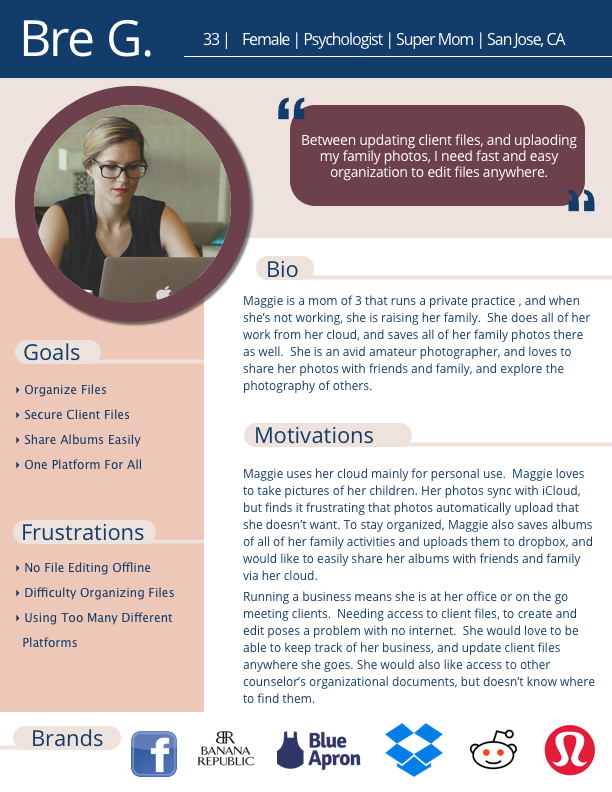 Bre G.
33 | Female | Psychologist | Super Mom | San Jose, CA
“
Between updating client files, and uplaoding
my family photos, I need fast and easy
organization to edit files anywhere.
”
Bio
Maggie is a mom of 3 that runs a private practice , and when
she’s not working, she is raising her family. She does all of her
work from her cloud, and saves all of her family photos there
as well. She is an avid amateur photographer, and loves to
share her photos with friends and family, and explore the
photography of others.
Goals
Organize Files
Secure Client Files
Share Albums Easily
One Platform For All
Motivations
Maggie uses her cloud mainly for personal use. Maggie loves
to take pictures of her children. Her photos sync with iCloud,
but finds it frustrating that photos automatically upload that
she doesn’t want. To stay organized, Maggie also saves albums
of all of her family activities and uploads them to dropbox, and
would like to easily share her albums with friends and family
via her cloud.
Running a business means she is at her office or on the go
meeting clients. Needing access to client files, to create and
edit poses a problem with no internet. She would love to be
able to keep track of her business, and update client files
anywhere she goes. She would also like access to other
counselor’s organizational documents, but doesn’t know where
to find them.
Frustrations
No File Editing Offline
Difficulty Organizing Files
Using Too Many Different
Platforms
Brands
f
BR
BANANA
REPUBLIC
Blue
Apron